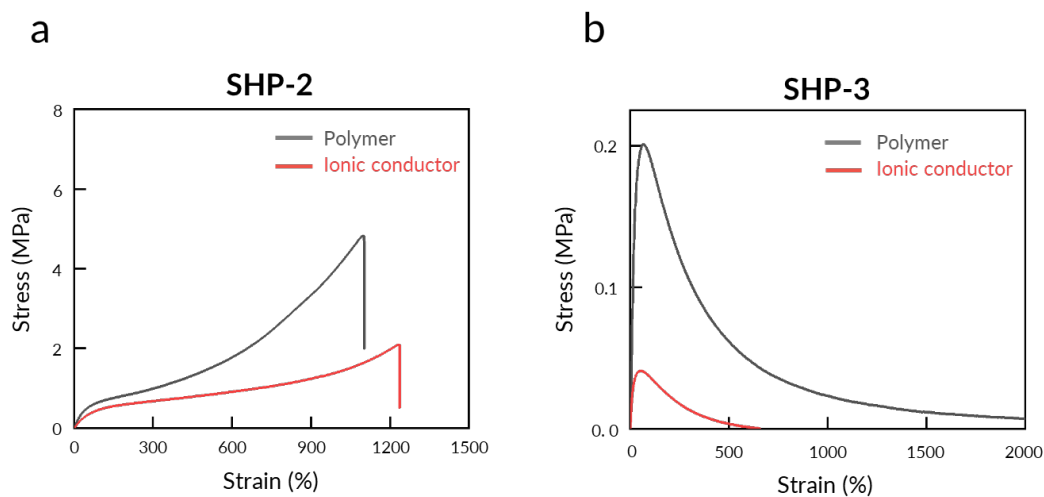 a
SHP-2
8
6
4
2
0
Stress (MPa)
Polymer
Ionic conductor
0 300 600 900 1200 1500
Strain (%)
b
SHP-3
0.2
0.1
0.0
Stress (MPa)
Polymer
Ionic conductor
0 500 1000 1500 2000
Strain (%)